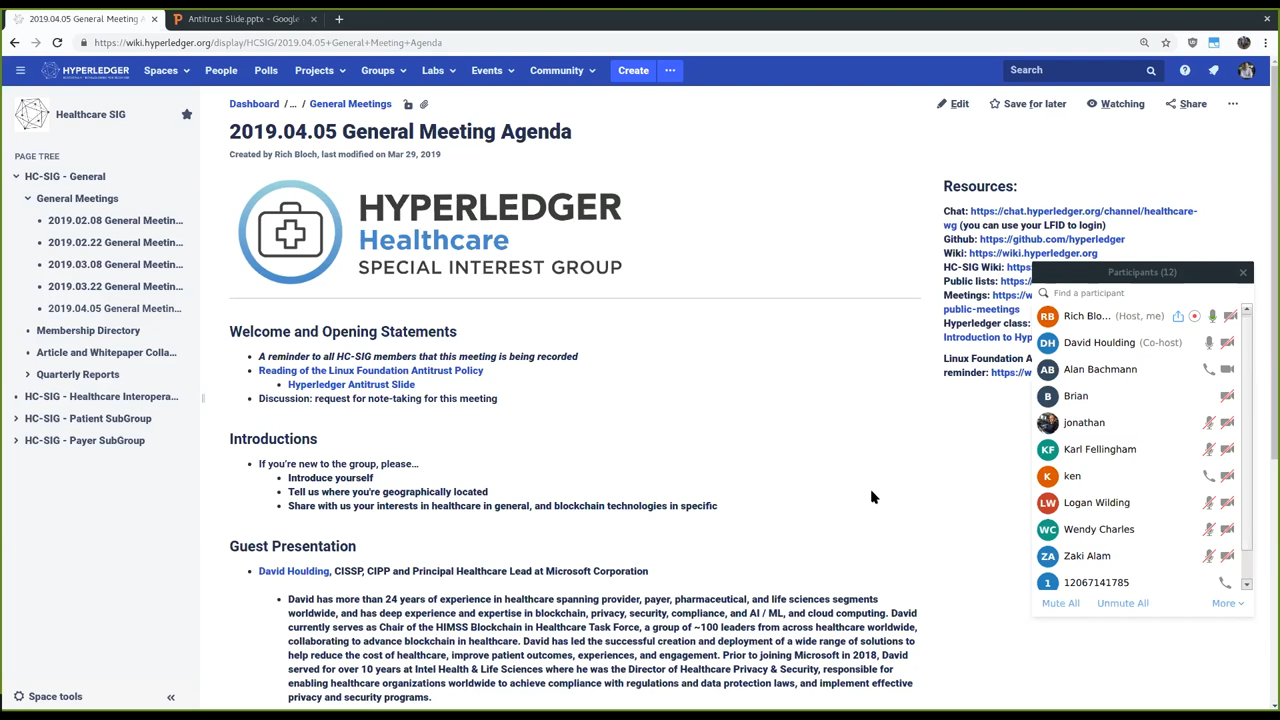 2019.04.05 General Meeting A
Antitrust Slide.pptx - Google
https://wiki.hyperledger.org/display/HCSIG/2019.04.05+General+Meeting+Agenda
HYPERLEDGER
Spaces
People
Polls
Projects
Groups
Labs
Events
Community
Create
Search
Healthcare SIG
PAGE TREE
HC-SIG - General
General Meetings
2019.02.08 General Meetin...
2019.02.22 General Meetin...
2019.03.08 General Meetin...
2019.03.22 General Meetin...
2019.04.05 General Meetin...
Membership Directory
Article and Whitepaper Colla...
Quarterly Reports
HC-SIG - Healthcare Interopera...
HC-SIG - Patient SubGroup
HC-SIG - Payer SubGroup
Space tools
Dashboard /... / General Meetings
Edit
Save for later
Watching
Share
2019.04.05 General Meeting Agenda
Created by Rich Bloch, last modified on Mar 29, 2019
HYPERLEDGER
Healthcare
SPECIAL INTEREST GROUP
Welcome and Opening Statements
A reminder to all HC-SIG members that this meeting is being recorded
Reading of the Linux Foundation Antitrust Policy
Hyperledger Antitrust Slide
Discussion: request for note-taking for this meeting
Introductions
If you're new to the group, please...
Introduce yourself
Tell us where you're geographically located
Share with us your interests in healthcare in general, and blockchain technologies in specific
Guest Presentation
David Houlding, CISSP, CIPP and Principal Healthcare Lead at Microsoft Corporation
David has more than 24 years of experience in healthcare spanning provider, payer, pharmaceutical, and life sciences segments
worldwide, and has deep experience and expertise in blockchain, privacy, security, compliance, and AI / ML, and cloud computing. David
currently serves as Chair of the HIMSS Blockchain in Healthcare Task Force, a group of ~100 leaders from across healthcare worldwide,
collaborating to advance blockchain in healthcare. David has led the successful creation and deployment of a wide range of solutions to
help reduce the cost of healthcare, improve patient outcomes, experiences, and engagement. Prior to joining Microsoft in 2018, David
served for over 10 years at Intel Health & Life Sciences where he was the Director of Healthcare Privacy & Security, responsible for
enabling healthcare organizations worldwide to achieve compliance with regulations and data protection laws, and implement effective
privacy and security programs.
Resources:
Chat: https://chat.hyperledger.org/channel/healthcare-
wg (you can use your LFID to login)
Github: https://github.com/hyperledger
Wiki: https://wiki.hyperledger.org
HC-SIG Wiki: https
Public lists: https:/
Meetings: https://w
public-meetings
Hyperledger class:
Introduction to Hyp
Linux Foundation A
reminder: https://w
Participants (12)
Find a participant
RB Rich Blo... (Host, me)
DH David Houlding (Co-host)
AB Alan Bachmann
B Brian
jonathan
KF Karl Fellingham
K ken
LW Logan Wilding
WC Wendy Charles
ZA Zaki Alam
1 12067141785
Mute All
Unmute All
More